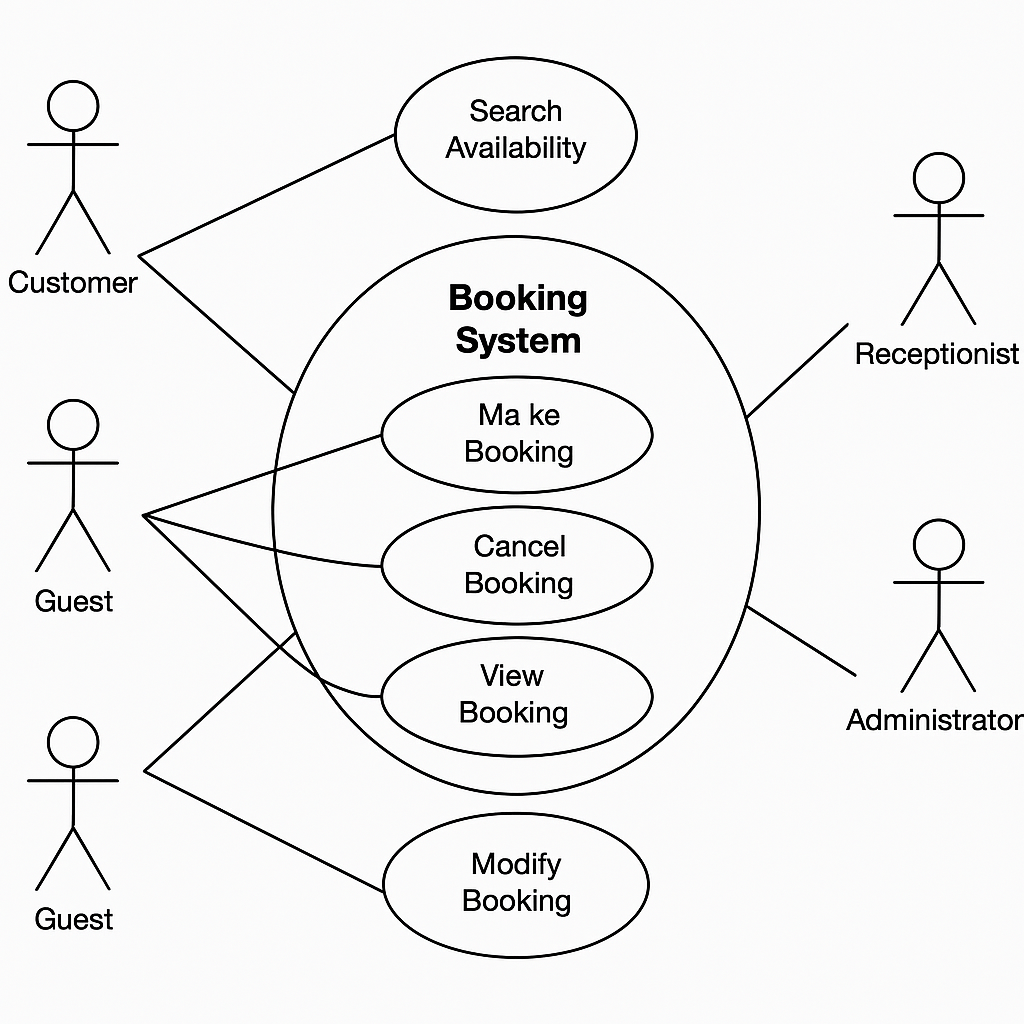 Search
Availability
Customer
Booking
System
Receptionist
Ma ke
Booking
Cancel
Booking
Guest
View
Booking
Administrator
Modify
Booking
Guest